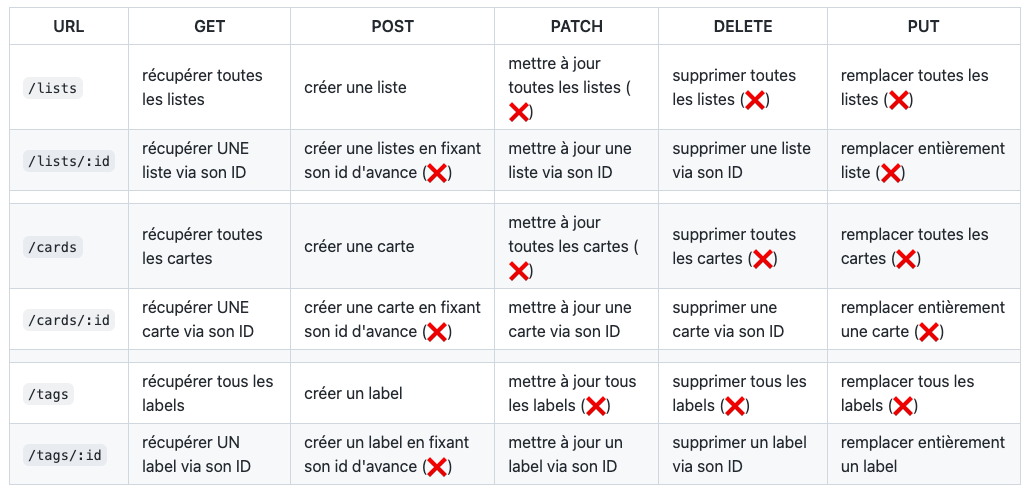 URL GET POST PATCH DELETE PUT
/lists
récupérer toutes
les listes
créer une liste
mettre à jour
toutes les listes (
❌)
supprimer toutes
les listes (❌)
remplacer toutes les
listes (❌)
/lists/:id
récupérer UNE
liste via son ID
créer une listes en fixant
son id d'avance (❌)
mettre à jour une
liste via son ID
supprimer une liste
via son ID
remplacer entièrement
liste (❌)
/cards
récupérer toutes
les cartes
créer une carte
mettre à jour
toutes les cartes (
❌)
supprimer toutes
les cartes (❌)
remplacer toutes les
cartes (❌)
/cards/:id
récupérer UNE
carte via son ID
créer une carte en fixant
son id d'avance (❌)
mettre à jour une
carte via son ID
supprimer une
carte via son ID
remplacer entièrement
une carte (❌)
/tags
récupérer tous les
labels
créer un label
mettre à jour tous
les labels (❌)
supprimer tous les
labels (❌)
remplacer tous les
labels (❌)
/tags/:id
récupérer UN
label via son ID
créer un label en fixant
son id d'avance (❌)
mettre à jour un
label via son ID
supprimer un label
via son ID
remplacer entièrement
un label